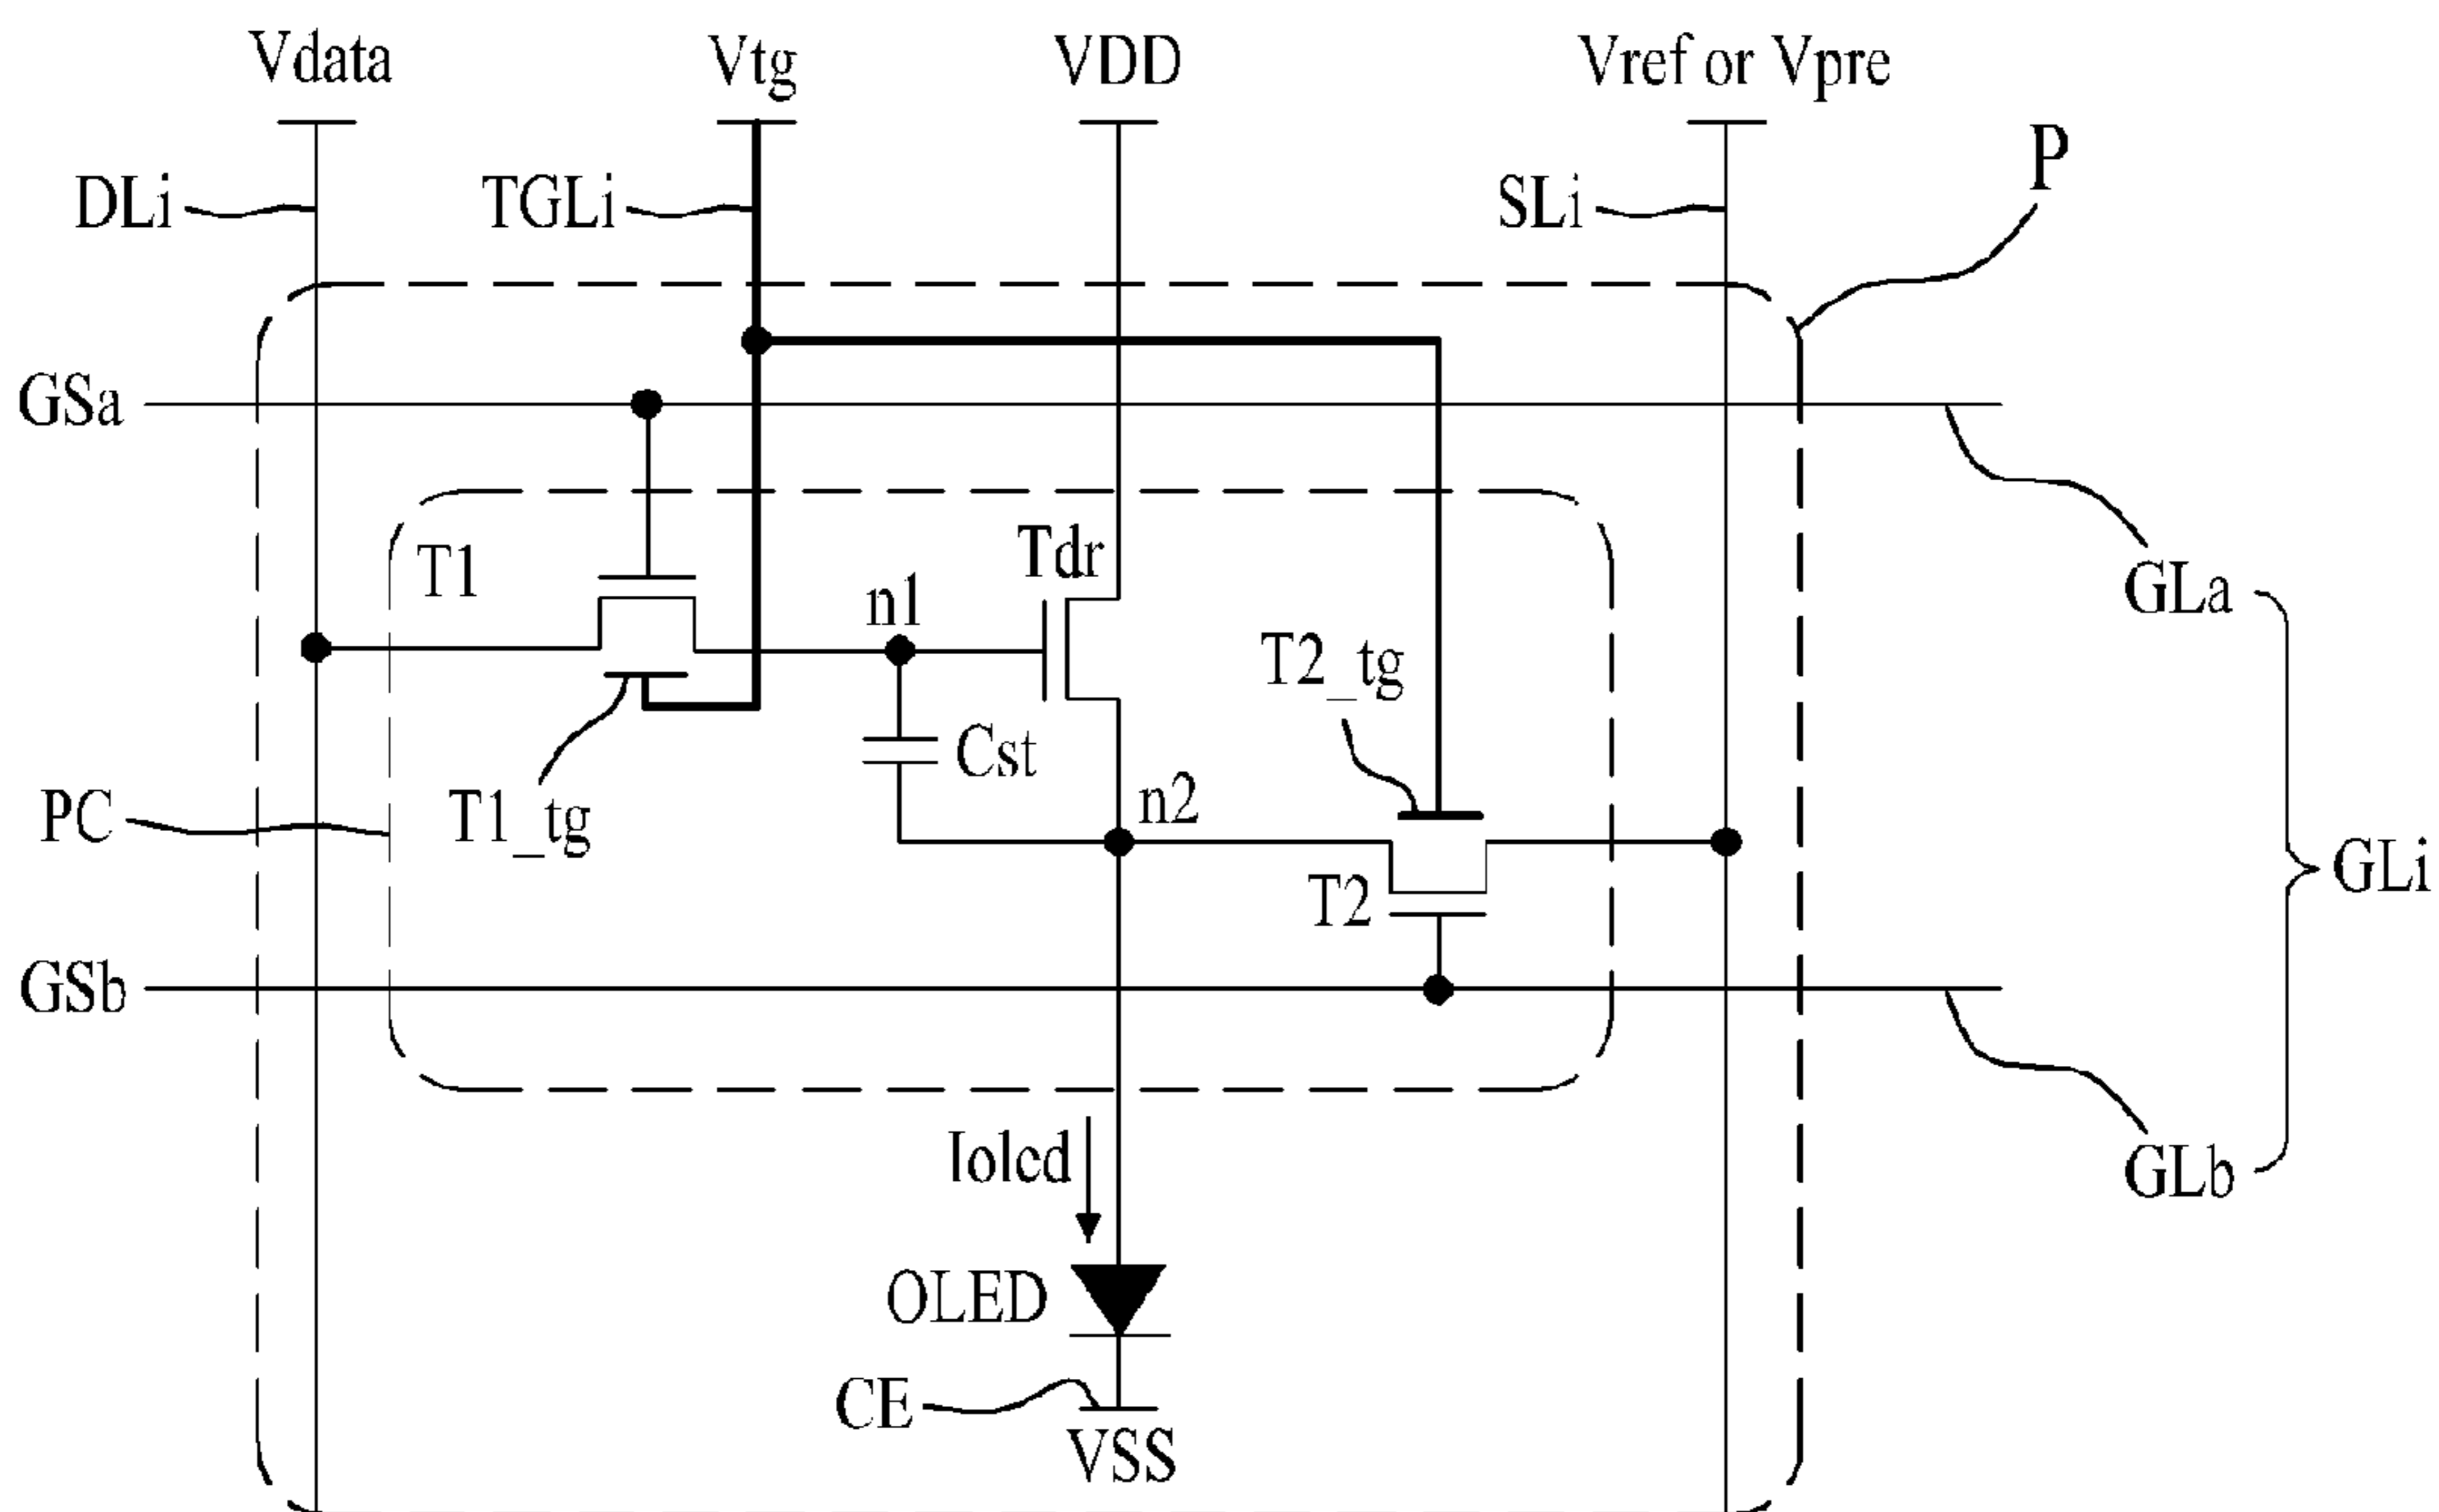 Vdata
Vtg
VDD
Vref or Vpre
P
DLi
TGLi
SLi
GSa
T1
Tdr
n1
GLa
T2_tg
Cst
n2
PC
T1_tg
GLi
T2
GSb
Iolcd
GLb
OLED
CE
VSS